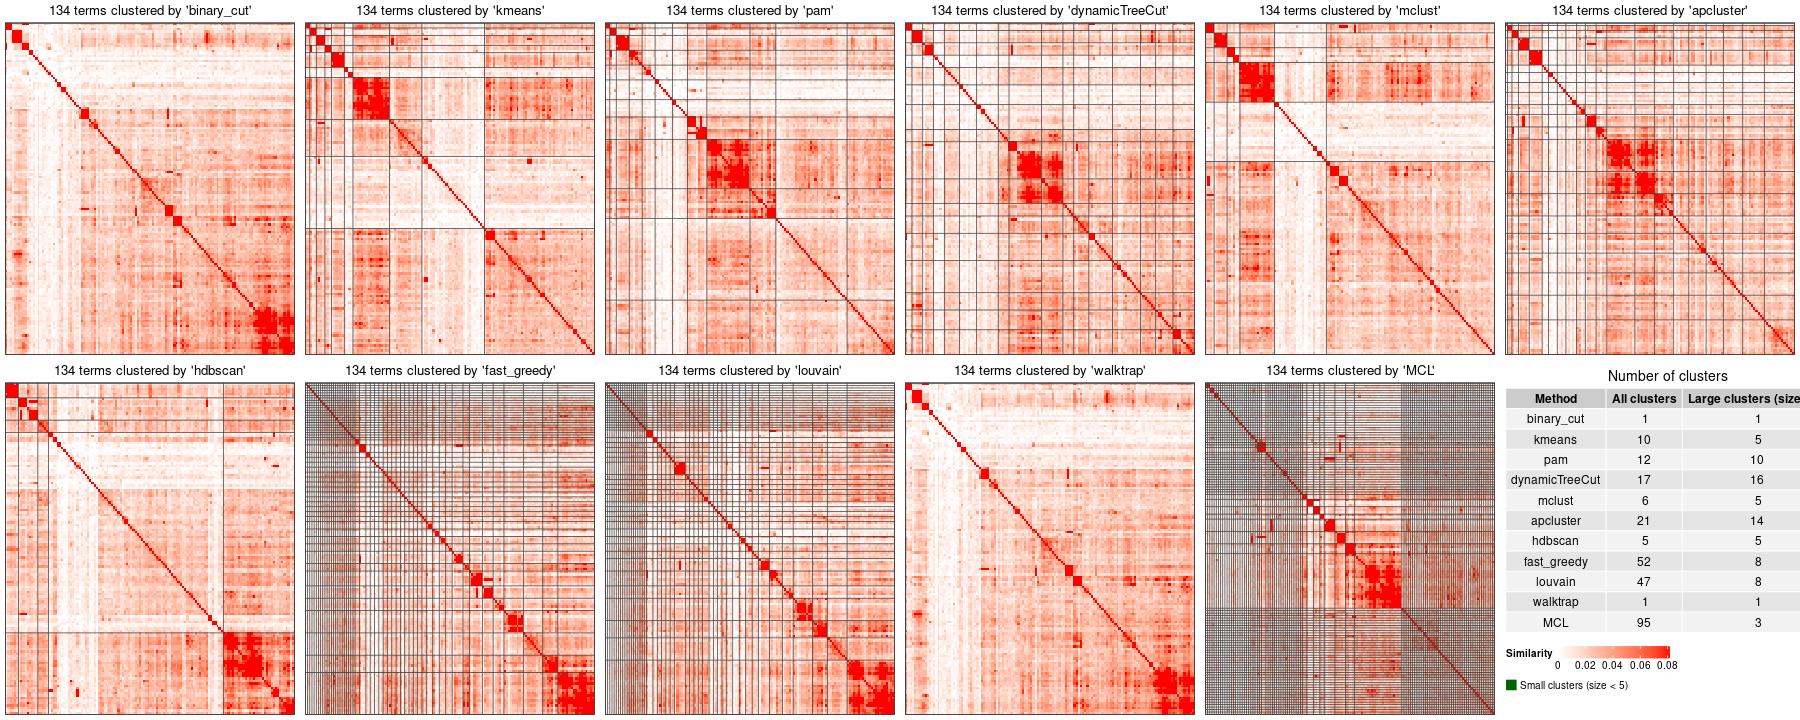 134 terms clustered by 'binary_cut'
134 terms clustered by 'kmeans'
134 terms clustered by 'pam'
134 terms clustered by 'dynamicTreeCut'
134 terms clustered by 'mclust'
134 terms clustered by 'apcluster'
134 terms clustered by 'hdbscan'
134 terms clustered by 'fast_greedy'
134 terms clustered by 'louvain'
134 terms clustered by 'walktrap'
134 terms clustered by 'MCL'
Number of clusters
Method All clusters Large clusters (size
binary_cut 1 1
kmeans 10 5
pam 12 10
dynamicTreeCut 17 16
mclust 6 5
apcluster 21 14
hdbscan 5 5
fast_greedy 52 8
louvain 47 8
walktrap 1 1
MCL 95 3
Similarity
0 0.02 0.04 0.06 0.08
Small clusters (size < 5)